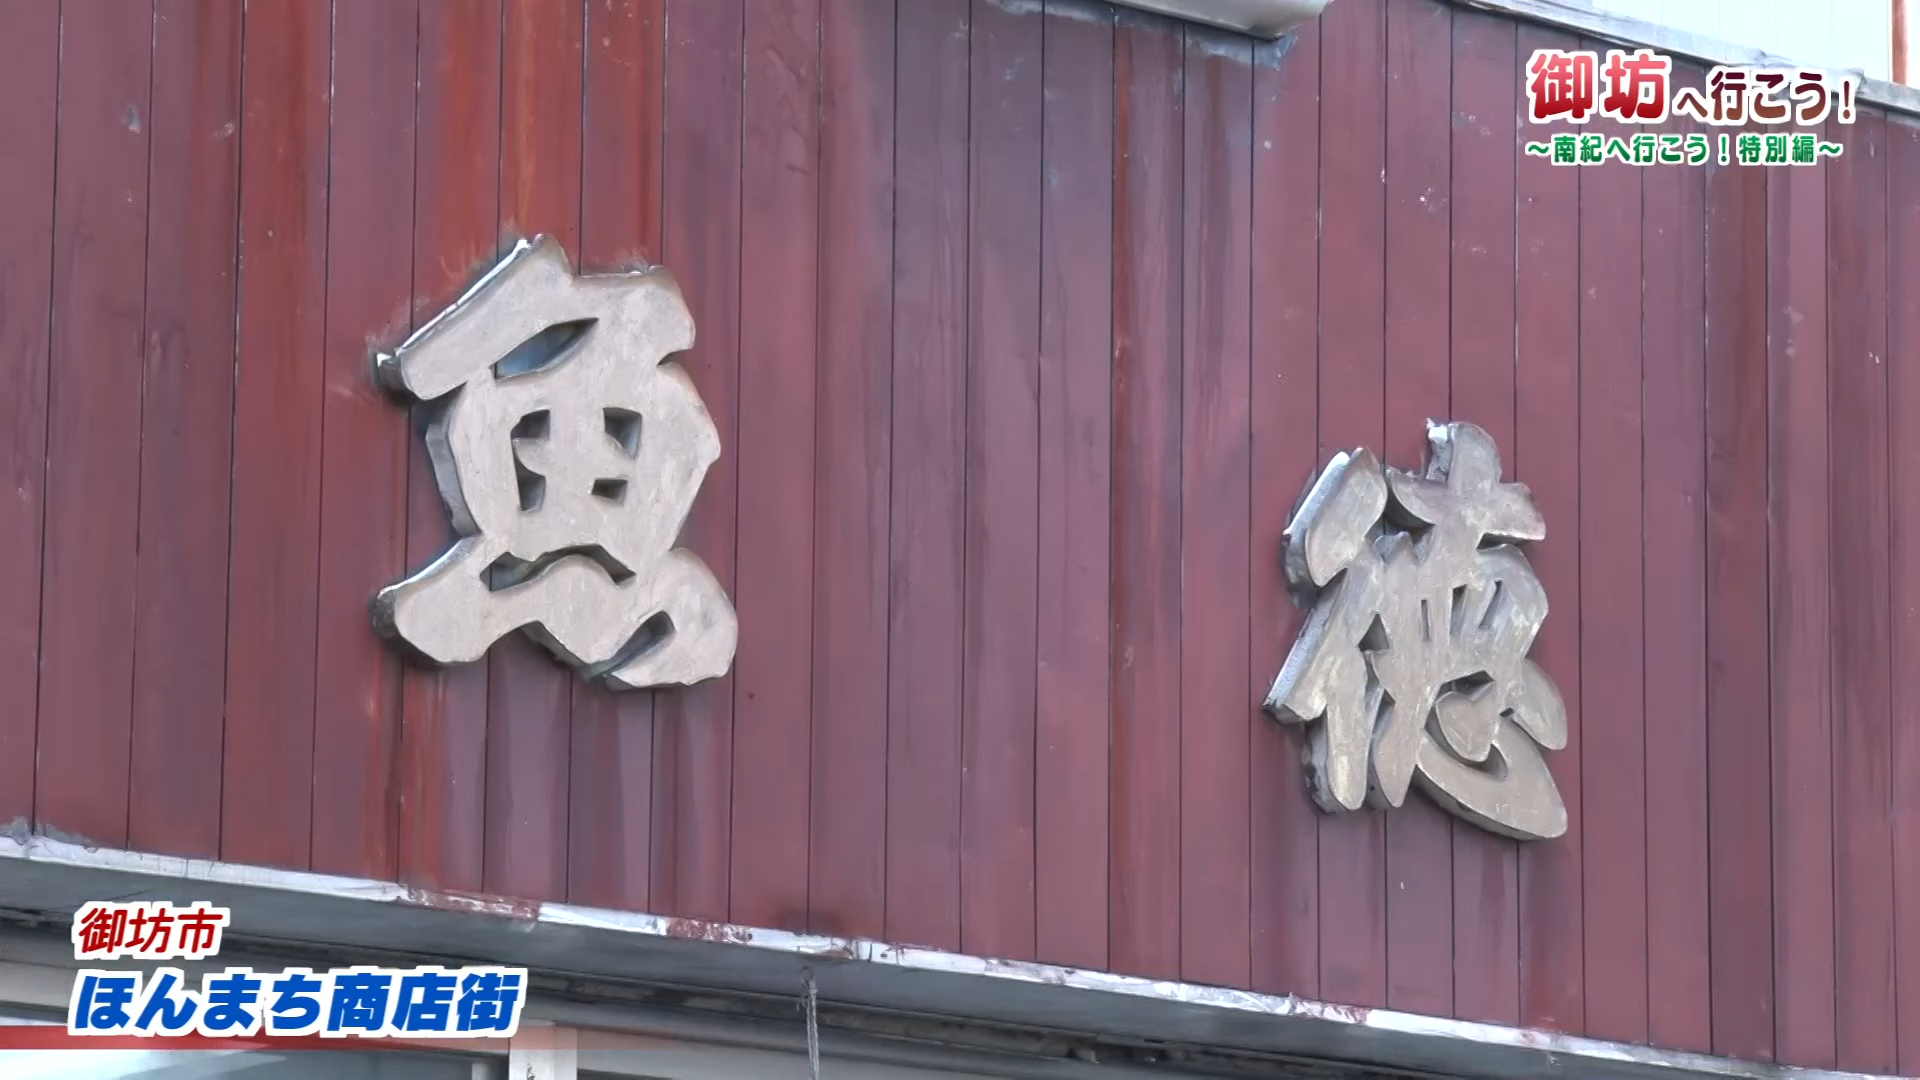 御坊へ行こう!
～南紀へ行こう!特別編～
魚徳
御坊市
ほんまち商店街